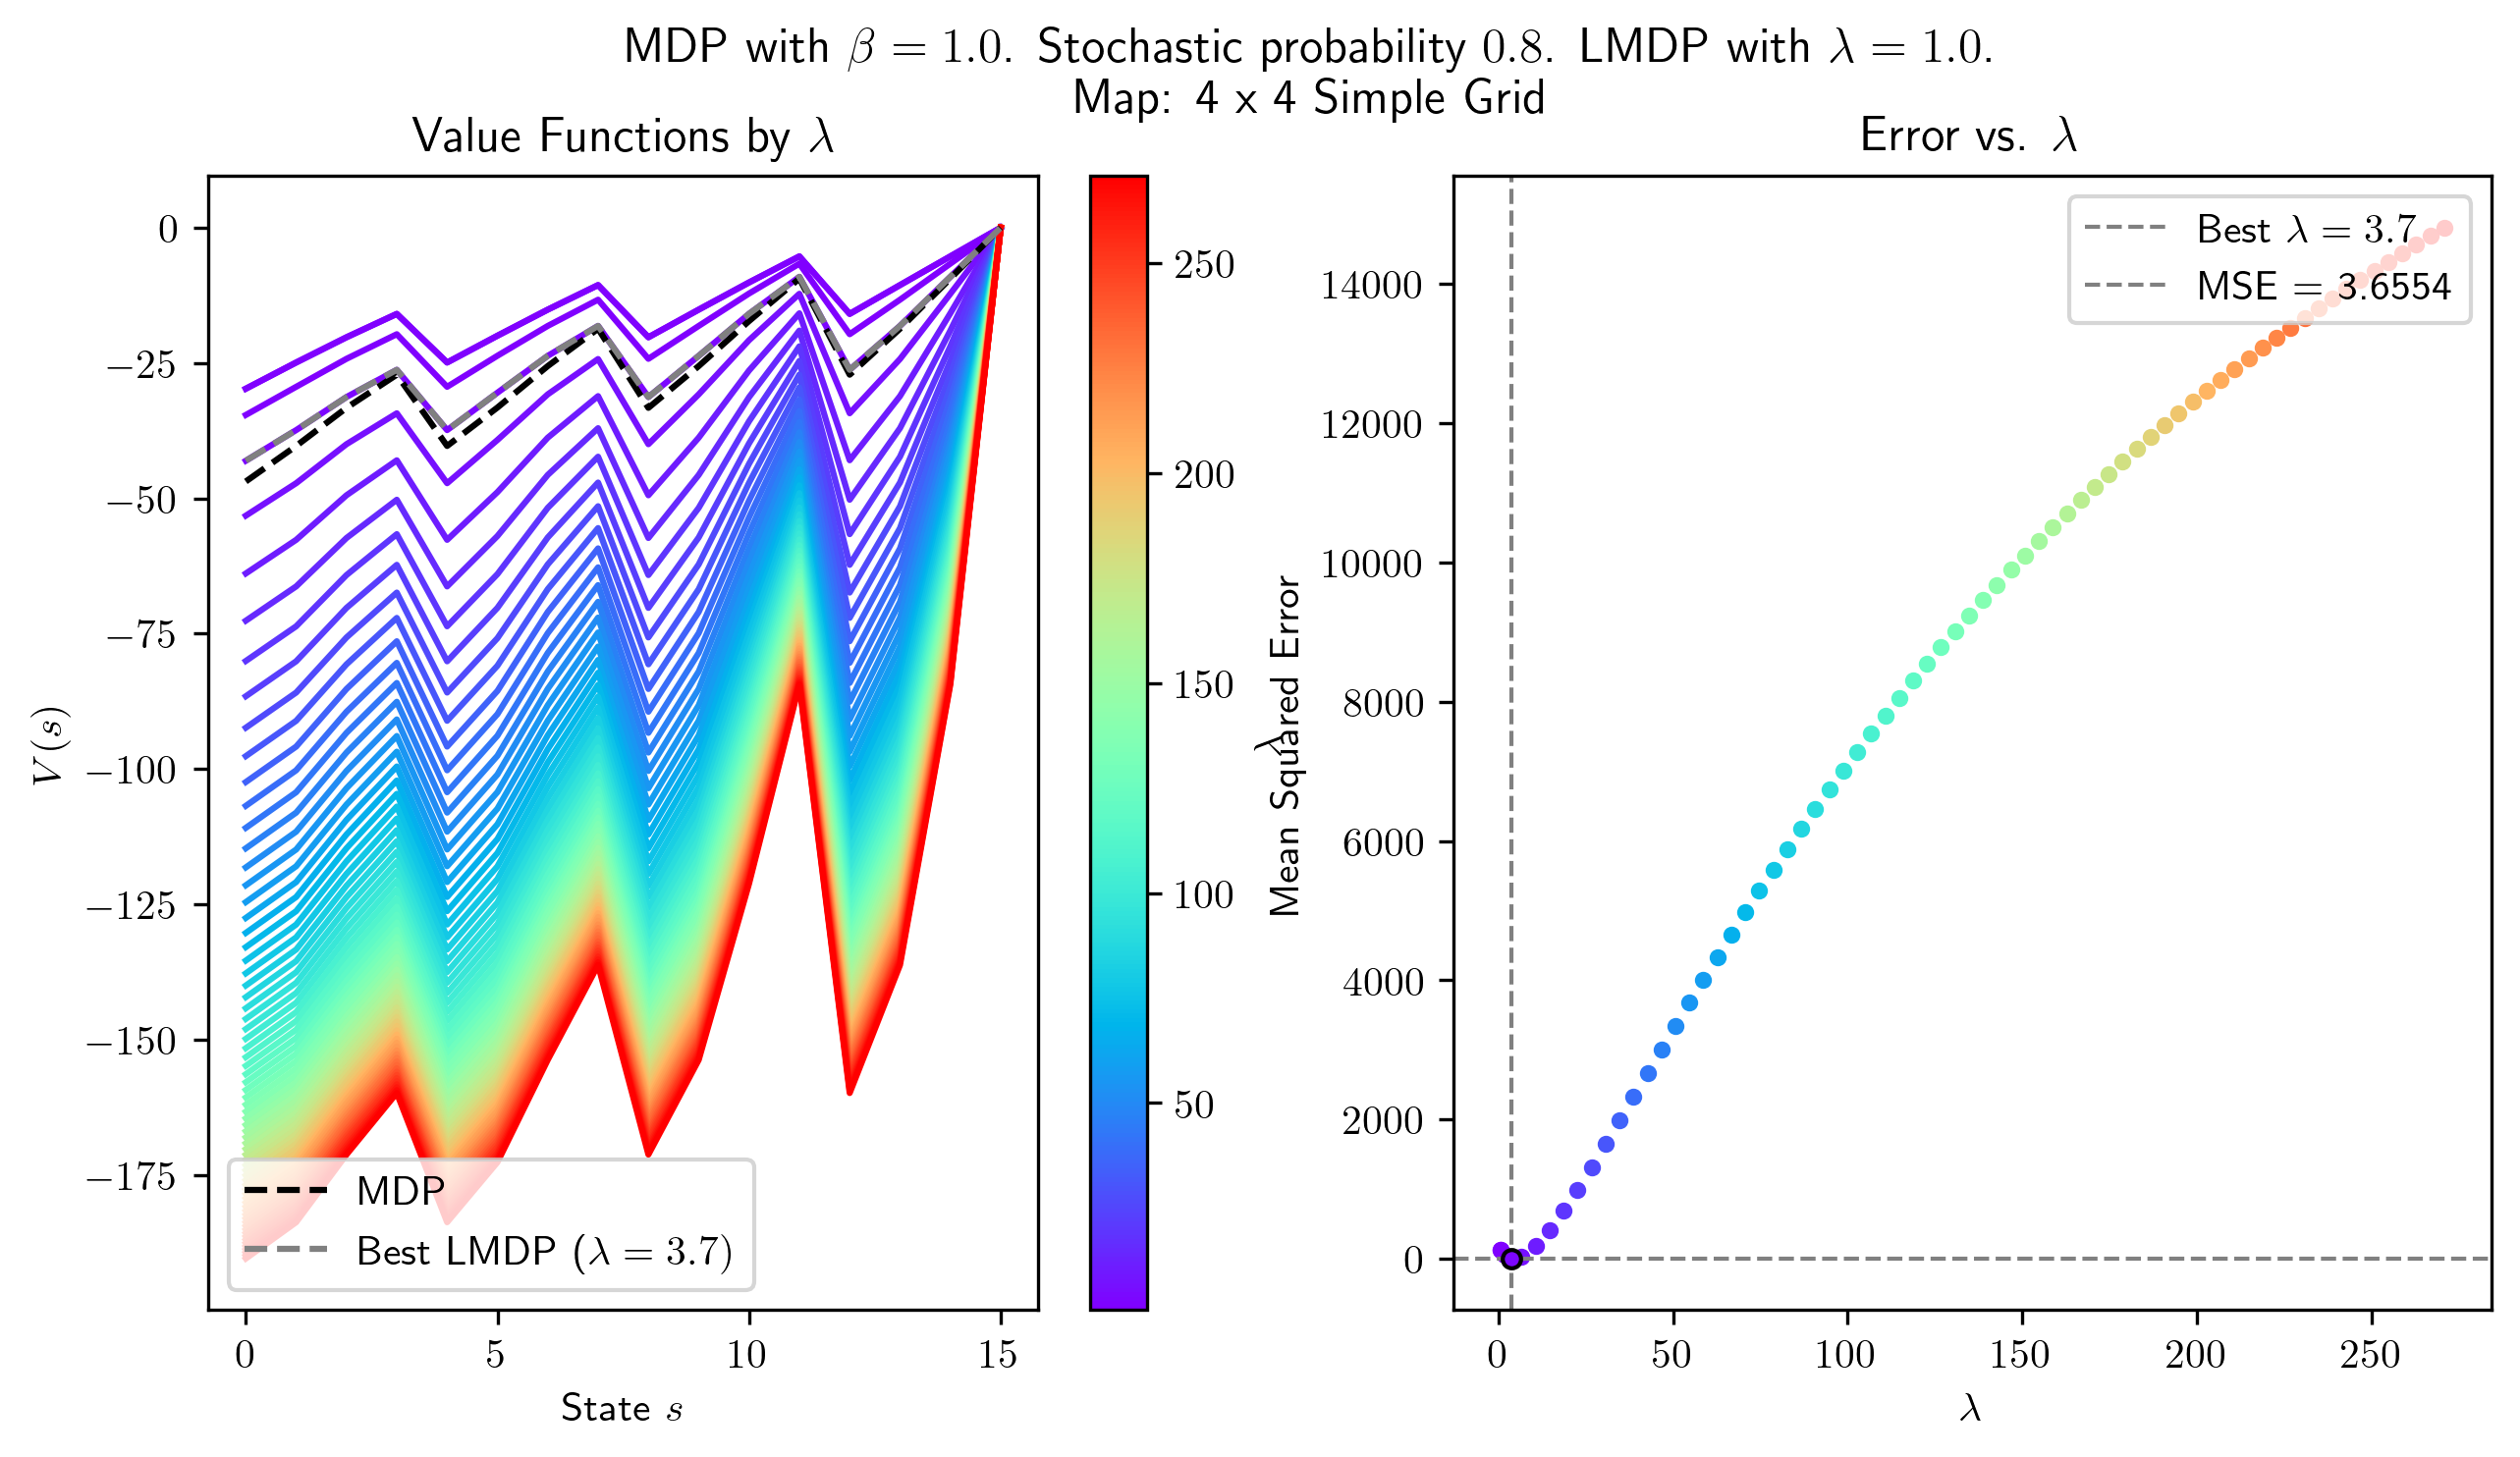 MDP with β = 1.0. Stochastic probability 0.8. LMDP with λ = 1.0.
Map: 4 x 4 Simple Grid
Value Functions by λ
0
−25
−50
−75
−100
−125
−150
−175
V(s)
MDP
Best LMDP (λ = 3.7)
0 5 10 15
State s
250
200
150
100
50
λ
Error vs. λ
Best λ = 3.7
MSE = 3.6554
14000
12000
10000
8000
6000
4000
2000
0
Mean Squared Error
0 50 100 150 200 250
λ